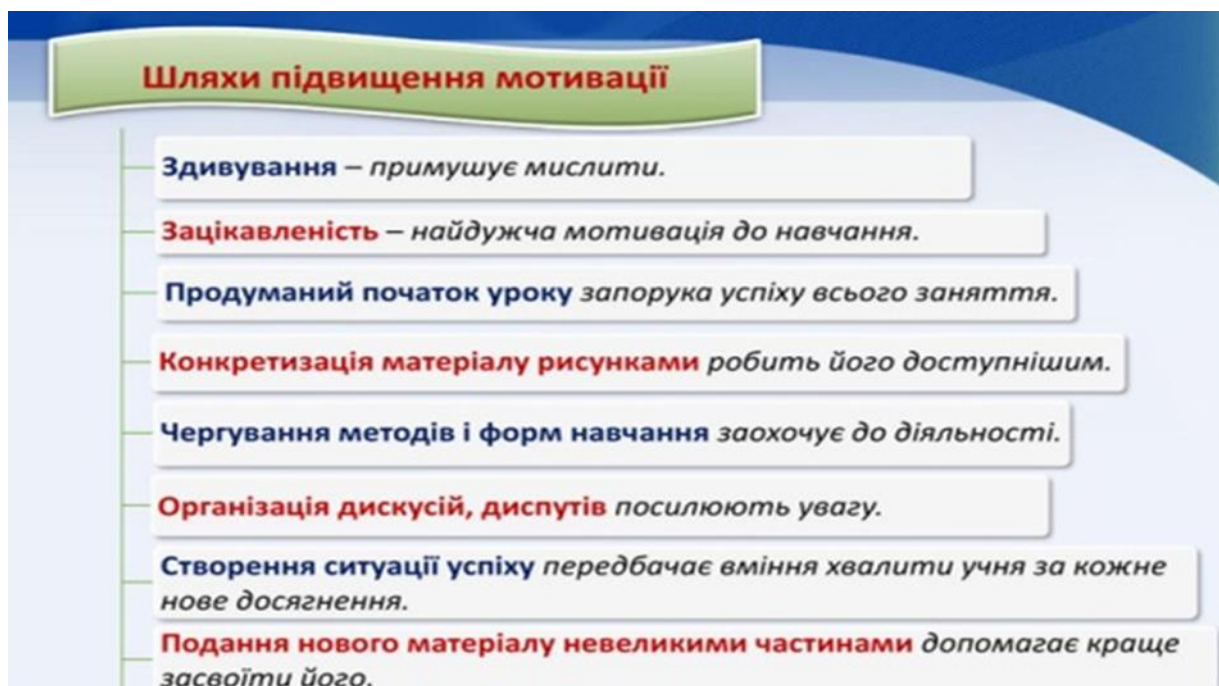 Шляхи підвищення мотивації
Здивування – примушує мислити.
Зацікавленість – найдужча мотивація до навчання.
Продуманий початок уроку запорука успіху всього заняття.
Конкретизація матеріалу рисунками робить його доступнішим.
Чергування методів і форм навчання заохочує до діяльності.
Організація дискусій, диспутів посилюють увагу.
Створення ситуації успіху передбачає вміння хвалити учня за кожне
нове досягнення.
Подання нового матеріалу невеликими частинами допомагає краще
засвоїти його.